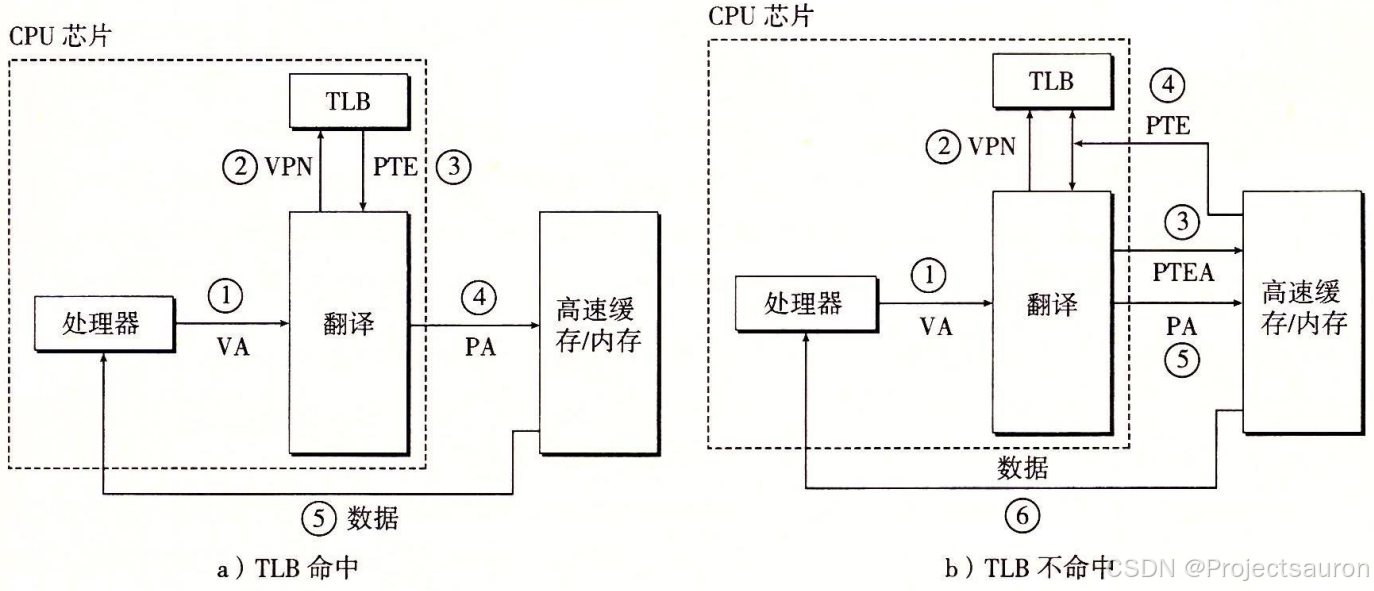 CPU 芯片
TLB
② VPN
PTE ③
处理器
①
VA
翻译
④
PA
高速缓
存/内存
⑤ 数据
a）TLB 命中
CPU 芯片
TLB
④
PTE
② VPN
处理器
①
VA
翻译
③
PTEA
PA
⑤
高速缓
存/内存
数据
⑥
b）TLB 不命中
CSDN @Projectsauron